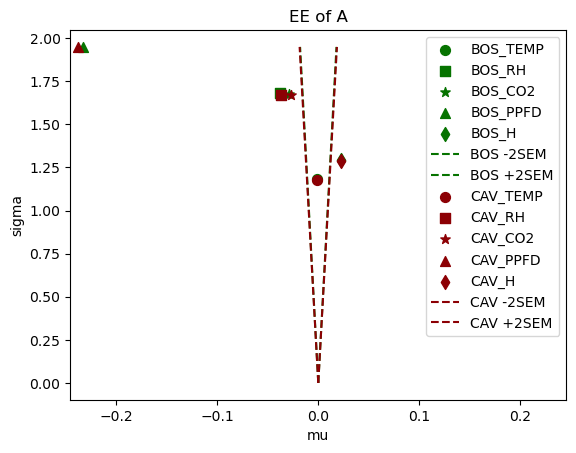 EE of A
2.00
1.75
1.50
1.25
1.00
0.75
0.50
0.25
0.00
sigma
−0.2
−0.1
0.0
0.1
0.2
mu
BOS_TEMP
BOS_RH
BOS_CO2
BOS_PPFD
BOS_H
BOS -2SEM
BOS +2SEM
CAV_TEMP
CAV_RH
CAV_CO2
CAV_PPFD
CAV_H
CAV -2SEM
CAV +2SEM